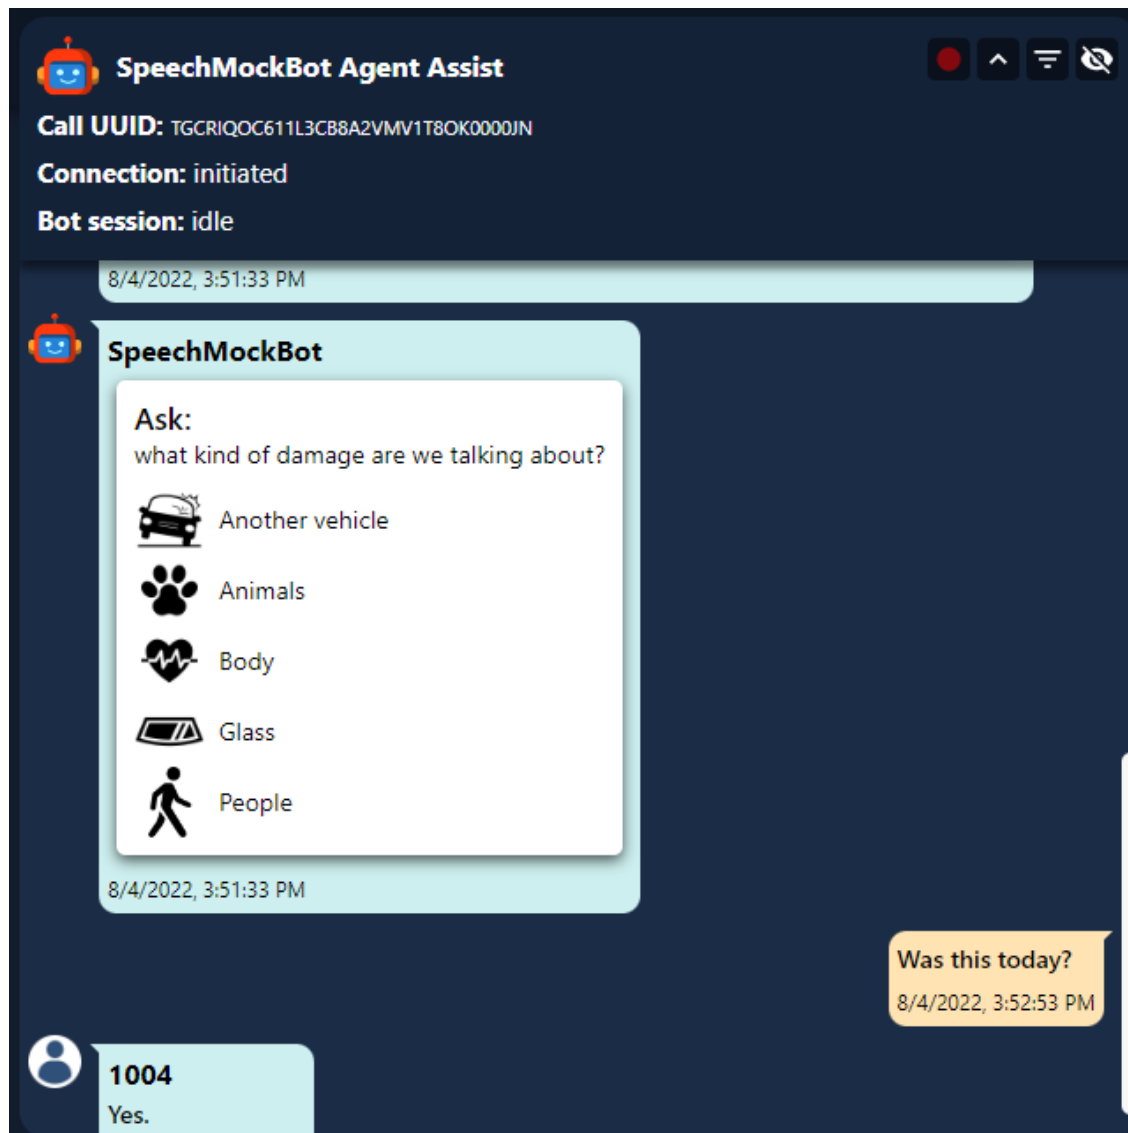 SpeechMockBot Agent Assist
Call UUID: TGCRIQOC611L3CB8A2VMV1T8OK0000JN
Connection: initiated
Bot session: idle
8/4/2022, 3:51:33 PM
SpeechMockBot
Ask:
what kind of damage are we talking about?
Another vehicle
Animals
Body
Glass
People
8/4/2022, 3:51:33 PM
Was this today?
8/4/2022, 3:52:53 PM
1004
Yes.